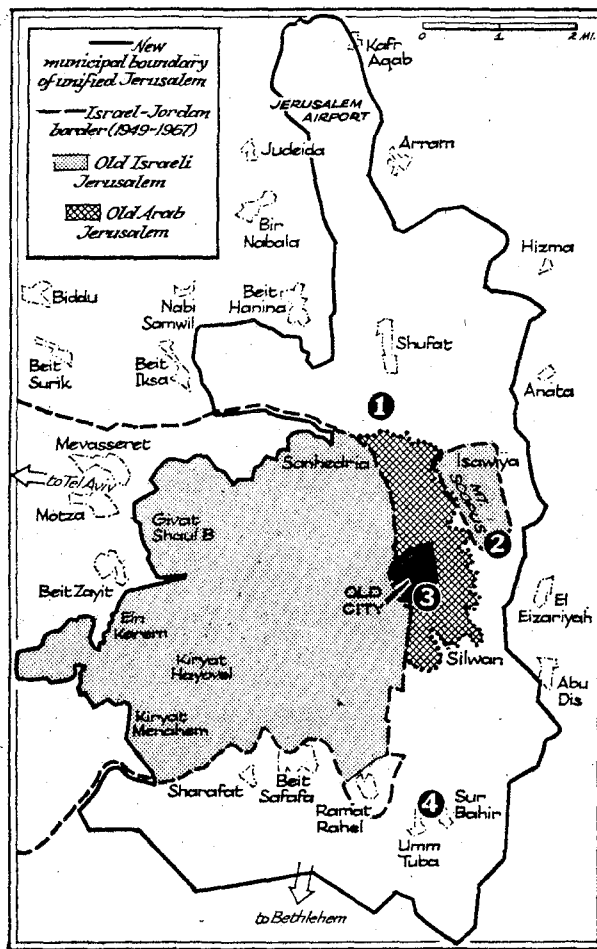 New
municipal boundary
of unified Jerusalem
Israel-Jordan
border (1949-1967)
Old Israeli
Jerusalem
Old Arab
Jerusalem
0 1 2 MI.
Kafr
Aqab
JERUSALEM
AIRPORT
Judeida
Arram
Bir
Nabala
Hizma
Biddu
Nabi
Samwil
Beit
Hanina
Beit
Surik
Beit
Iksa
Shufat
Anata
1
Mevasseret
Sanhedria
Isawiya
to Tel Aviv
MT.
SCOPUS
Motza
Givat
Shaul B
2
Beit Zayit
OLD
CITY
3
El
Eizariyah
Ein
Karem
Silwan
Kiryat
Hayovel
Abu
Dis
Kiryat
Menahem
Sharafat
Beit
Safafa
Ramat
Rahel
4
Sur
Bahir
Umm
Tuba
to Bethlehem